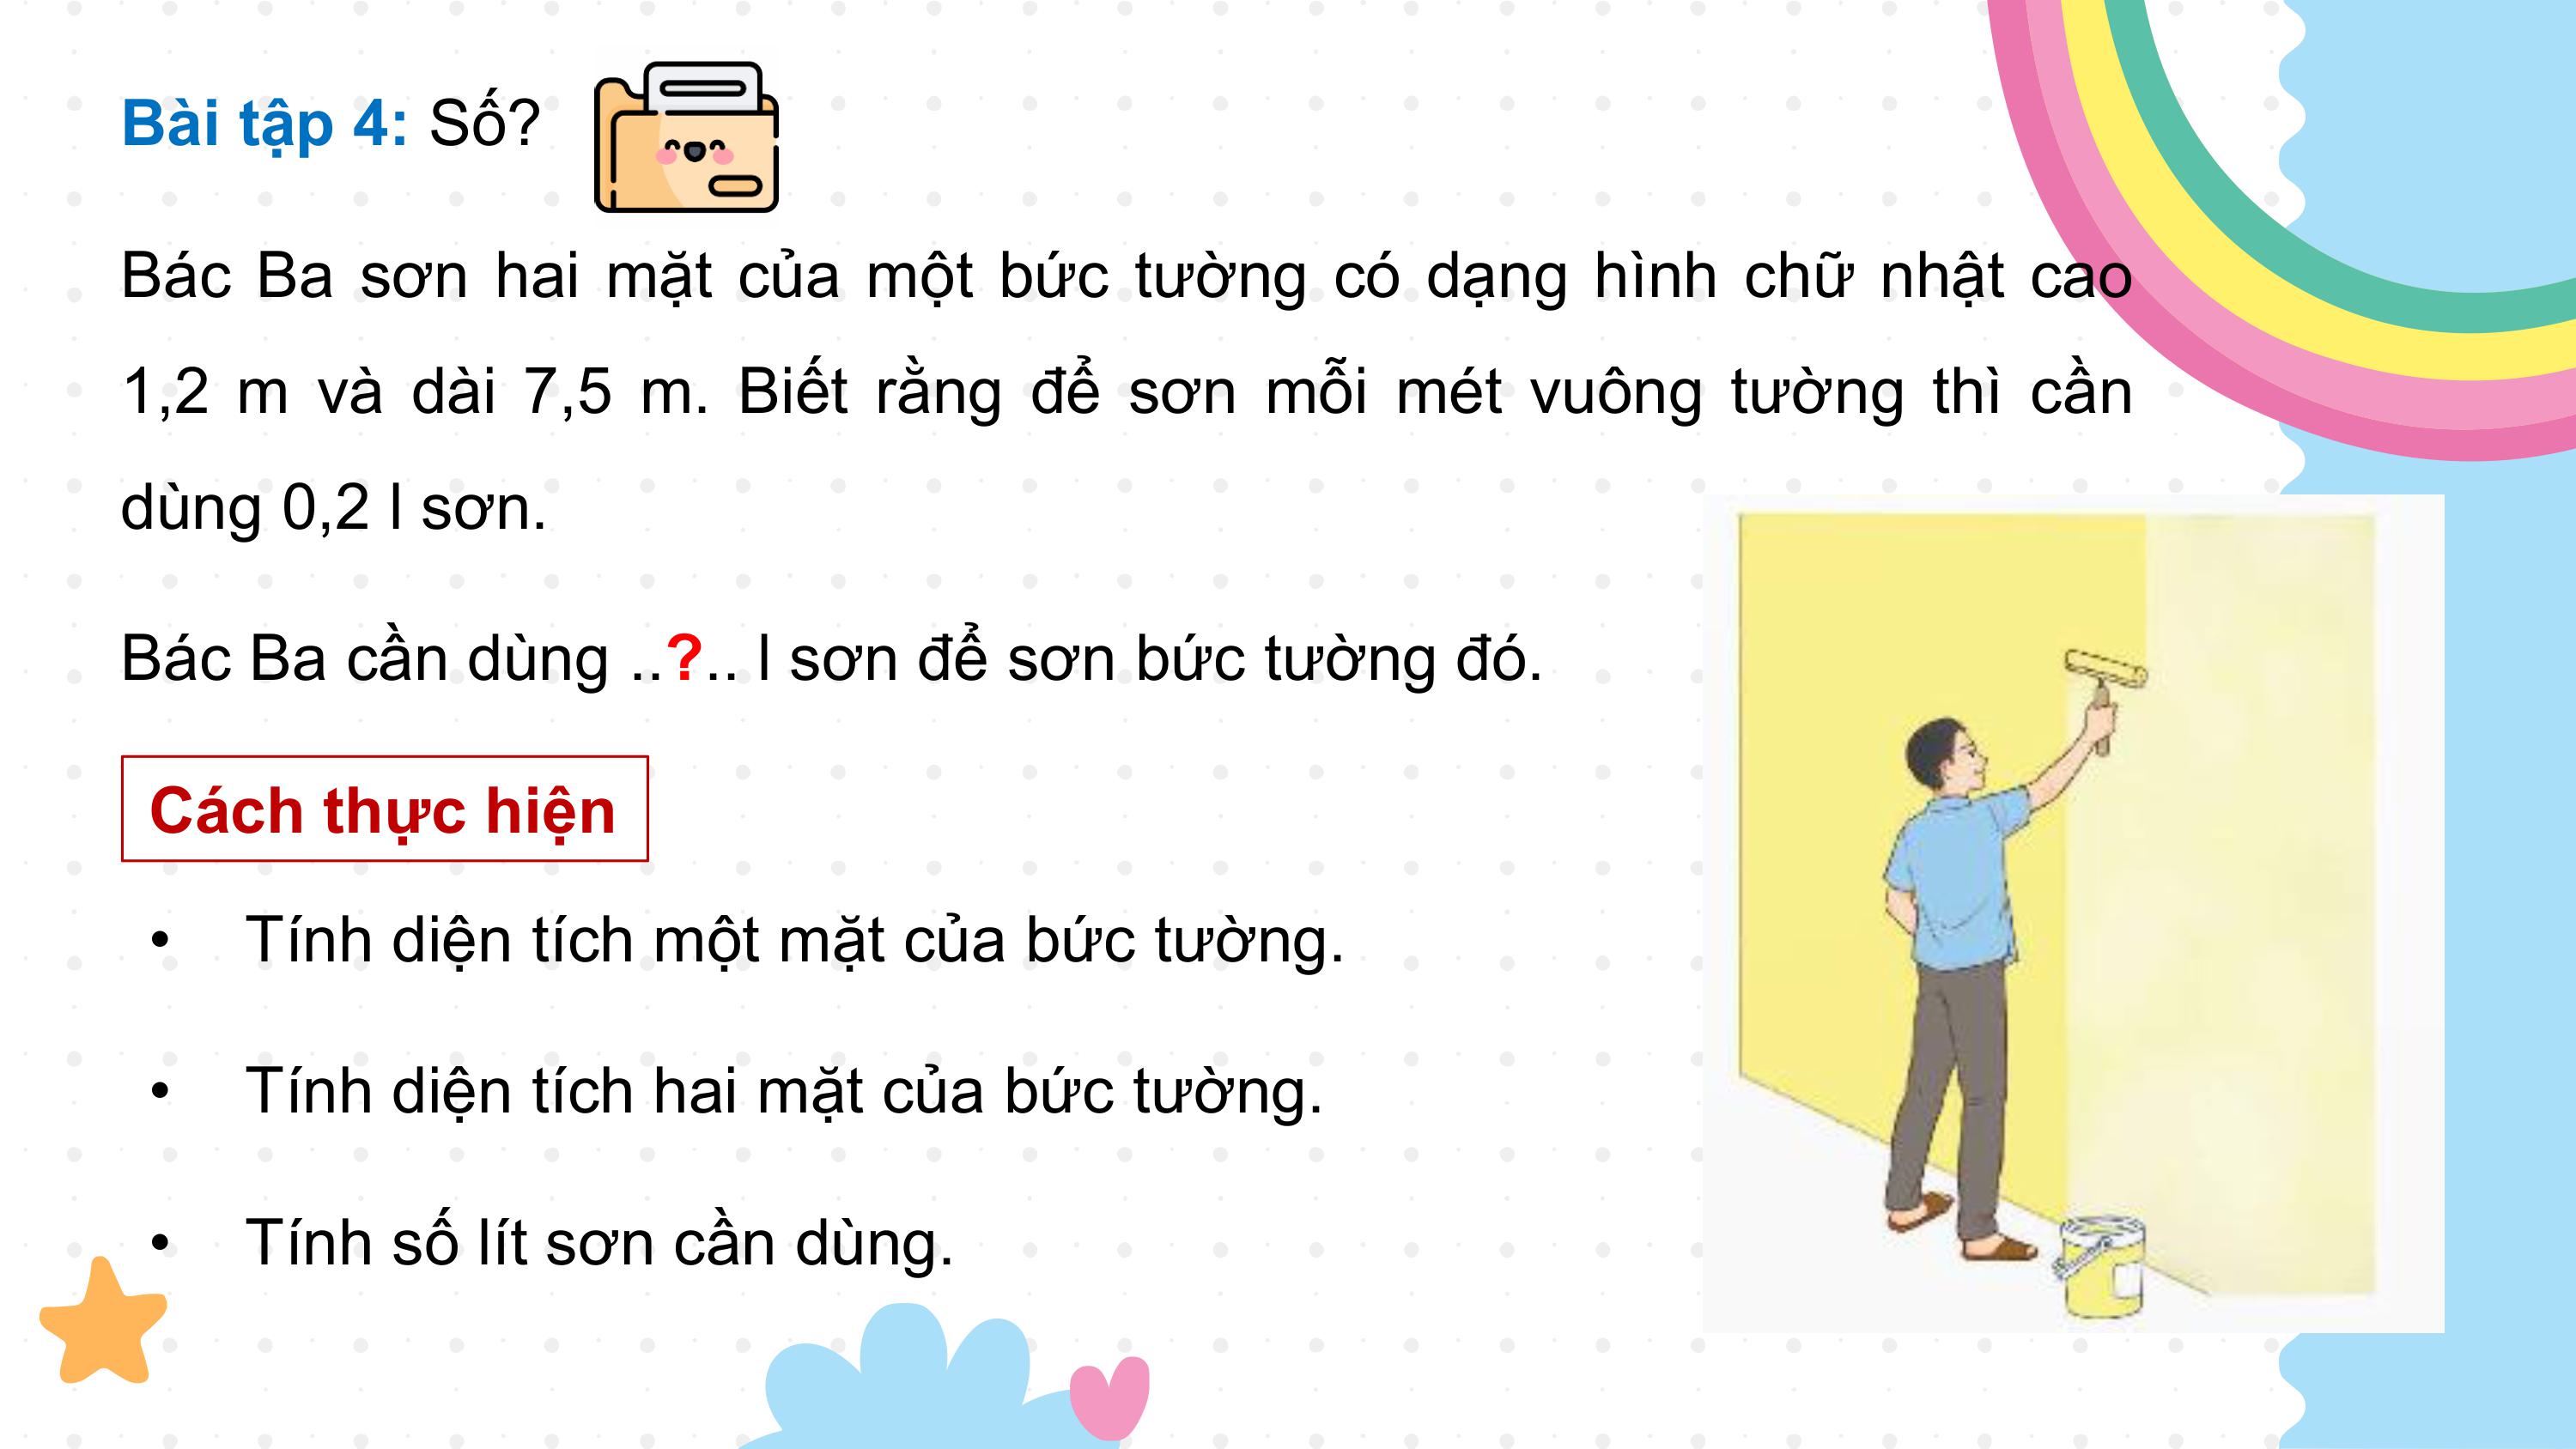 Bài tập 4: Số?
Bác Ba sơn hai mặt của một bức tường có dạng hình chữ nhật cao
1,2 m và dài 7,5 m. Biết rằng để sơn mỗi mét vuông tường thì cần
dùng 0,2 l sơn.
Bác Ba cần dùng ..?.. l sơn để sơn bức tường đó.
Cách thực hiện
• Tính diện tích một mặt của bức tường.
• Tính diện tích hai mặt của bức tường.
• Tính số lít sơn cần dùng.